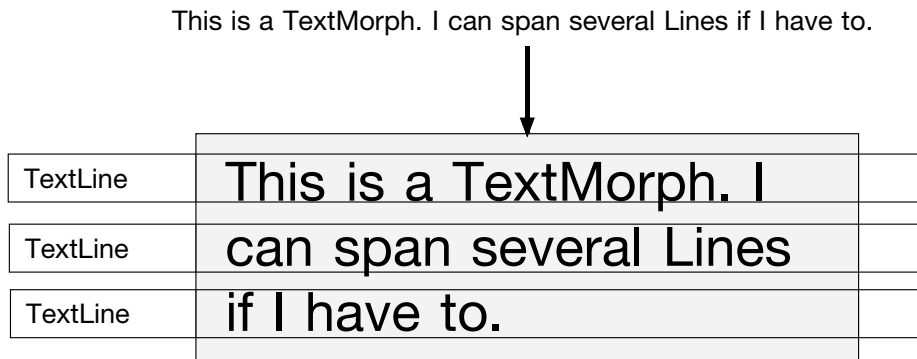 This is a TextMorph. I can span several Lines if I have to.
TextLine
This is a TextMorph. I
TextLine
can span several Lines
TextLine
if I have to.